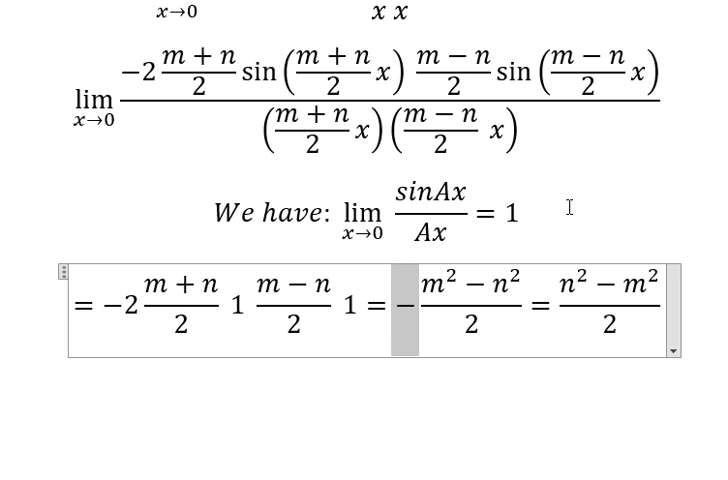 x→0 x x
lim x→0 (−2 (m + n)/2 sin((m + n)/2 x) (m − n)/2 sin((m − n)/2 x)) / (((m + n)/2 x)((m − n)/2 x))
We have: lim x→0 sinAx/Ax = 1
= −2 (m + n)/2 1 (m − n)/2 1 = − (m² − n²)/2 = (n² − m²)/2